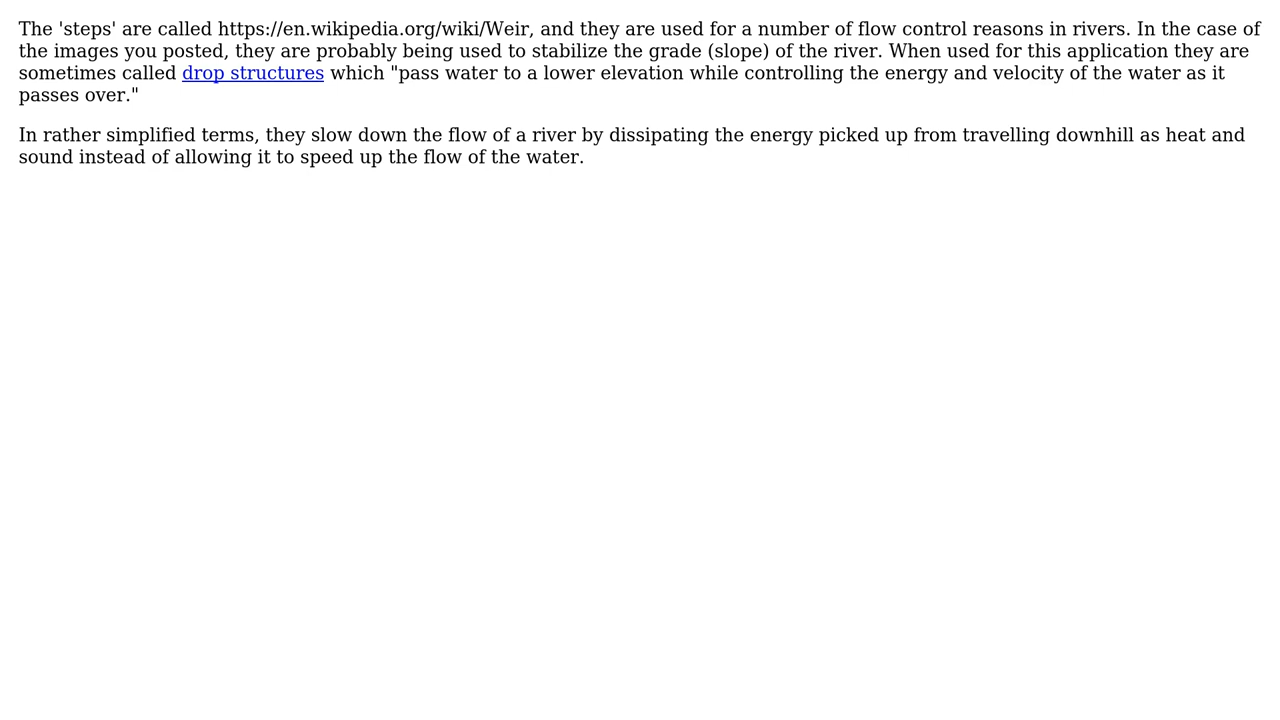 The 'steps' are called https://en.wikipedia.org/wiki/Weir, and they are used for a number of flow control reasons in rivers. In the case of
the images you posted, they are probably being used to stabilize the grade (slope) of the river. When used for this application they are
sometimes called drop structures which "pass water to a lower elevation while controlling the energy and velocity of the water as it
passes over."
In rather simplified terms, they slow down the flow of a river by dissipating the energy picked up from travelling downhill as heat and
sound instead of allowing it to speed up the flow of the water.